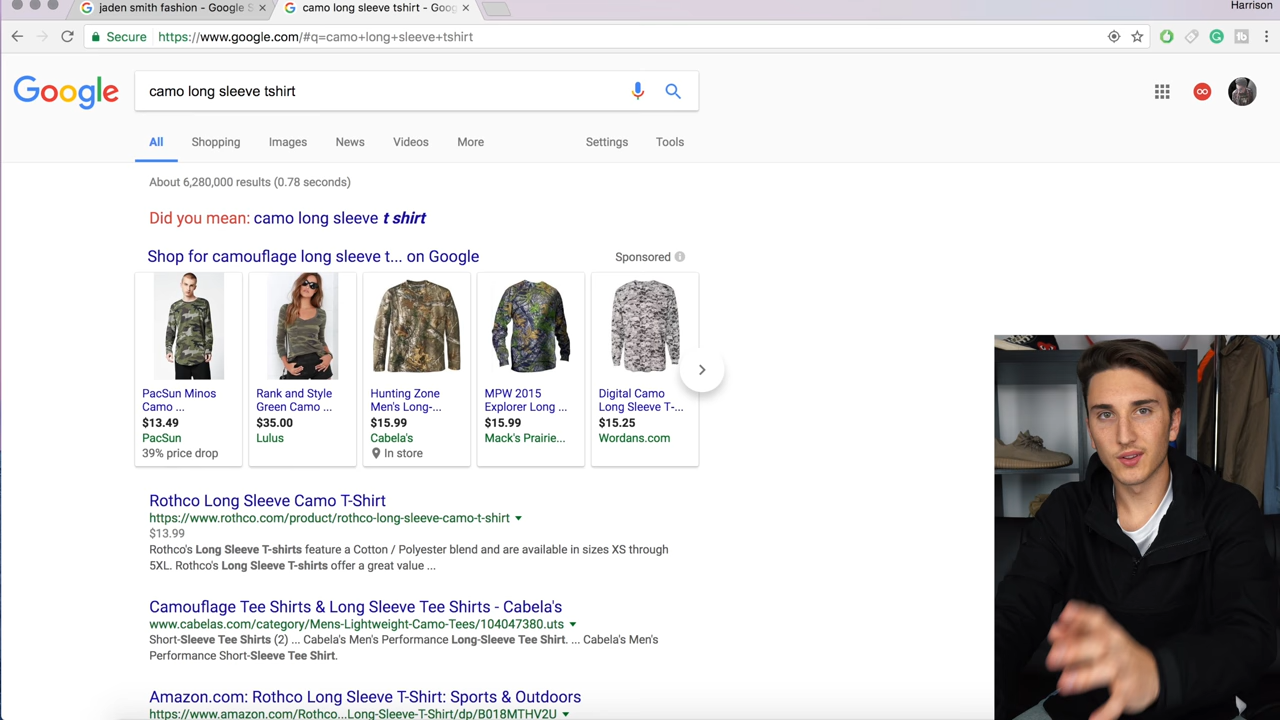 Harrison
jaden smith fashion - Google S
camo long sleeve tshirt - Goog
Secure https://www.google.com/#q=camo+long+sleeve+tshirt
Google
camo long sleeve tshirt
All Shopping Images News Videos More Settings Tools
About 6,280,000 results (0.78 seconds)
Did you mean: camo long sleeve t shirt
Shop for camouflage long sleeve t... on Google Sponsored
PacSun Minos
Camo ...
$13.49
PacSun
39% price drop
Rank and Style
Green Camo ...
$35.00
Lulus
Hunting Zone
Men's Long-...
$15.99
Cabela's
In store
MPW 2015
Explorer Long ...
$15.99
Mack's Prairie...
Digital Camo
Long Sleeve T-...
$15.25
Wordans.com
Rothco Long Sleeve Camo T-Shirt
https://www.rothco.com/product/rothco-long-sleeve-camo-t-shirt
$13.99
Rothco's Long Sleeve T-shirts feature a Cotton / Polyester blend and are available in sizes XS through
5XL. Rothco's Long Sleeve T-shirts offer a great value ...
Camouflage Tee Shirts & Long Sleeve Tee Shirts - Cabela's
www.cabelas.com/category/Mens-Lightweight-Camo-Tees/104047380.uts
Short-Sleeve Tee Shirts (2) ... Cabela's Men's Performance Long-Sleeve Tee Shirt. ... Cabela's Men's
Performance Short-Sleeve Tee Shirt.
Amazon.com: Rothco Long Sleeve T-Shirt: Sports & Outdoors
https://www.amazon.com/Rothco...Long-Sleeve-T-Shirt/dp/B018MTHV2U